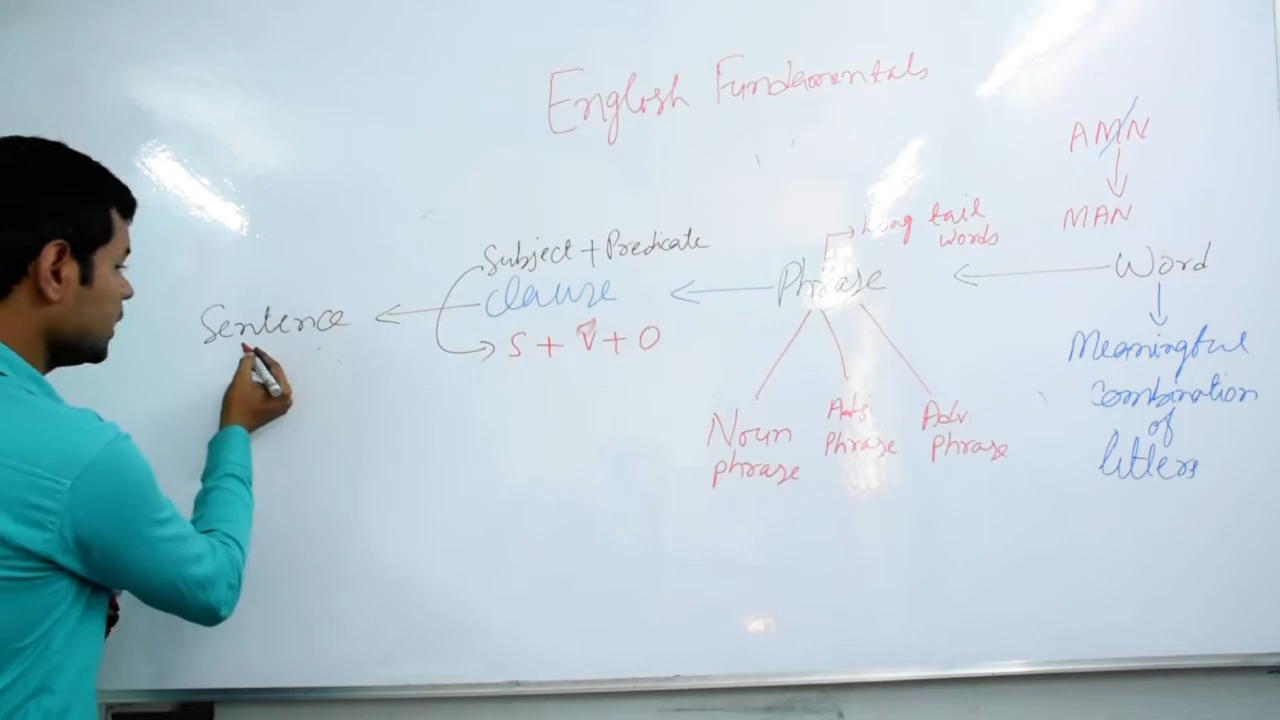 English Fundamentals
AMN
MAN
Long tail
words
Subject + Predicate
Word
Phrase
clause
Sentence
S + V + O
Meaningful
combination
of
letters
Noun
phrase
Adj
Phrase
Adv.
Phrase